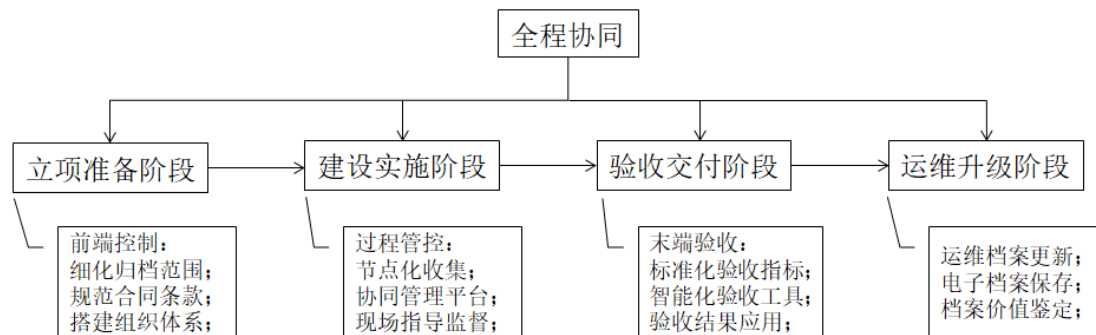 全程协同
立项准备阶段
建设实施阶段
验收交付阶段
运维升级阶段
前端控制：
细化归档范围；
规范合同条款；
搭建组织体系；
过程管控：
节点化收集；
协同管理平台；
现场指导监督；
末端验收：
标准化验收指标；
智能化验收工具；
验收结果应用；
运维档案更新；
电子档案保存；
档案价值鉴定；